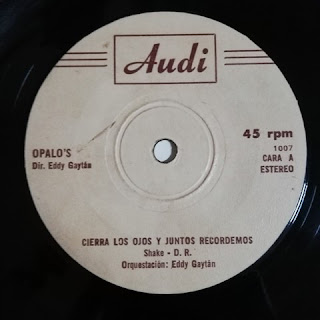 Audi
OPALO'S
Dir. Eddy Gaytán
45 rpm
1007
CARA A
ESTEREO
CIERRA LOS OJOS Y JUNTOS RECORDEMOS
Shake - D. R.
Orquestación: Eddy Gaytán